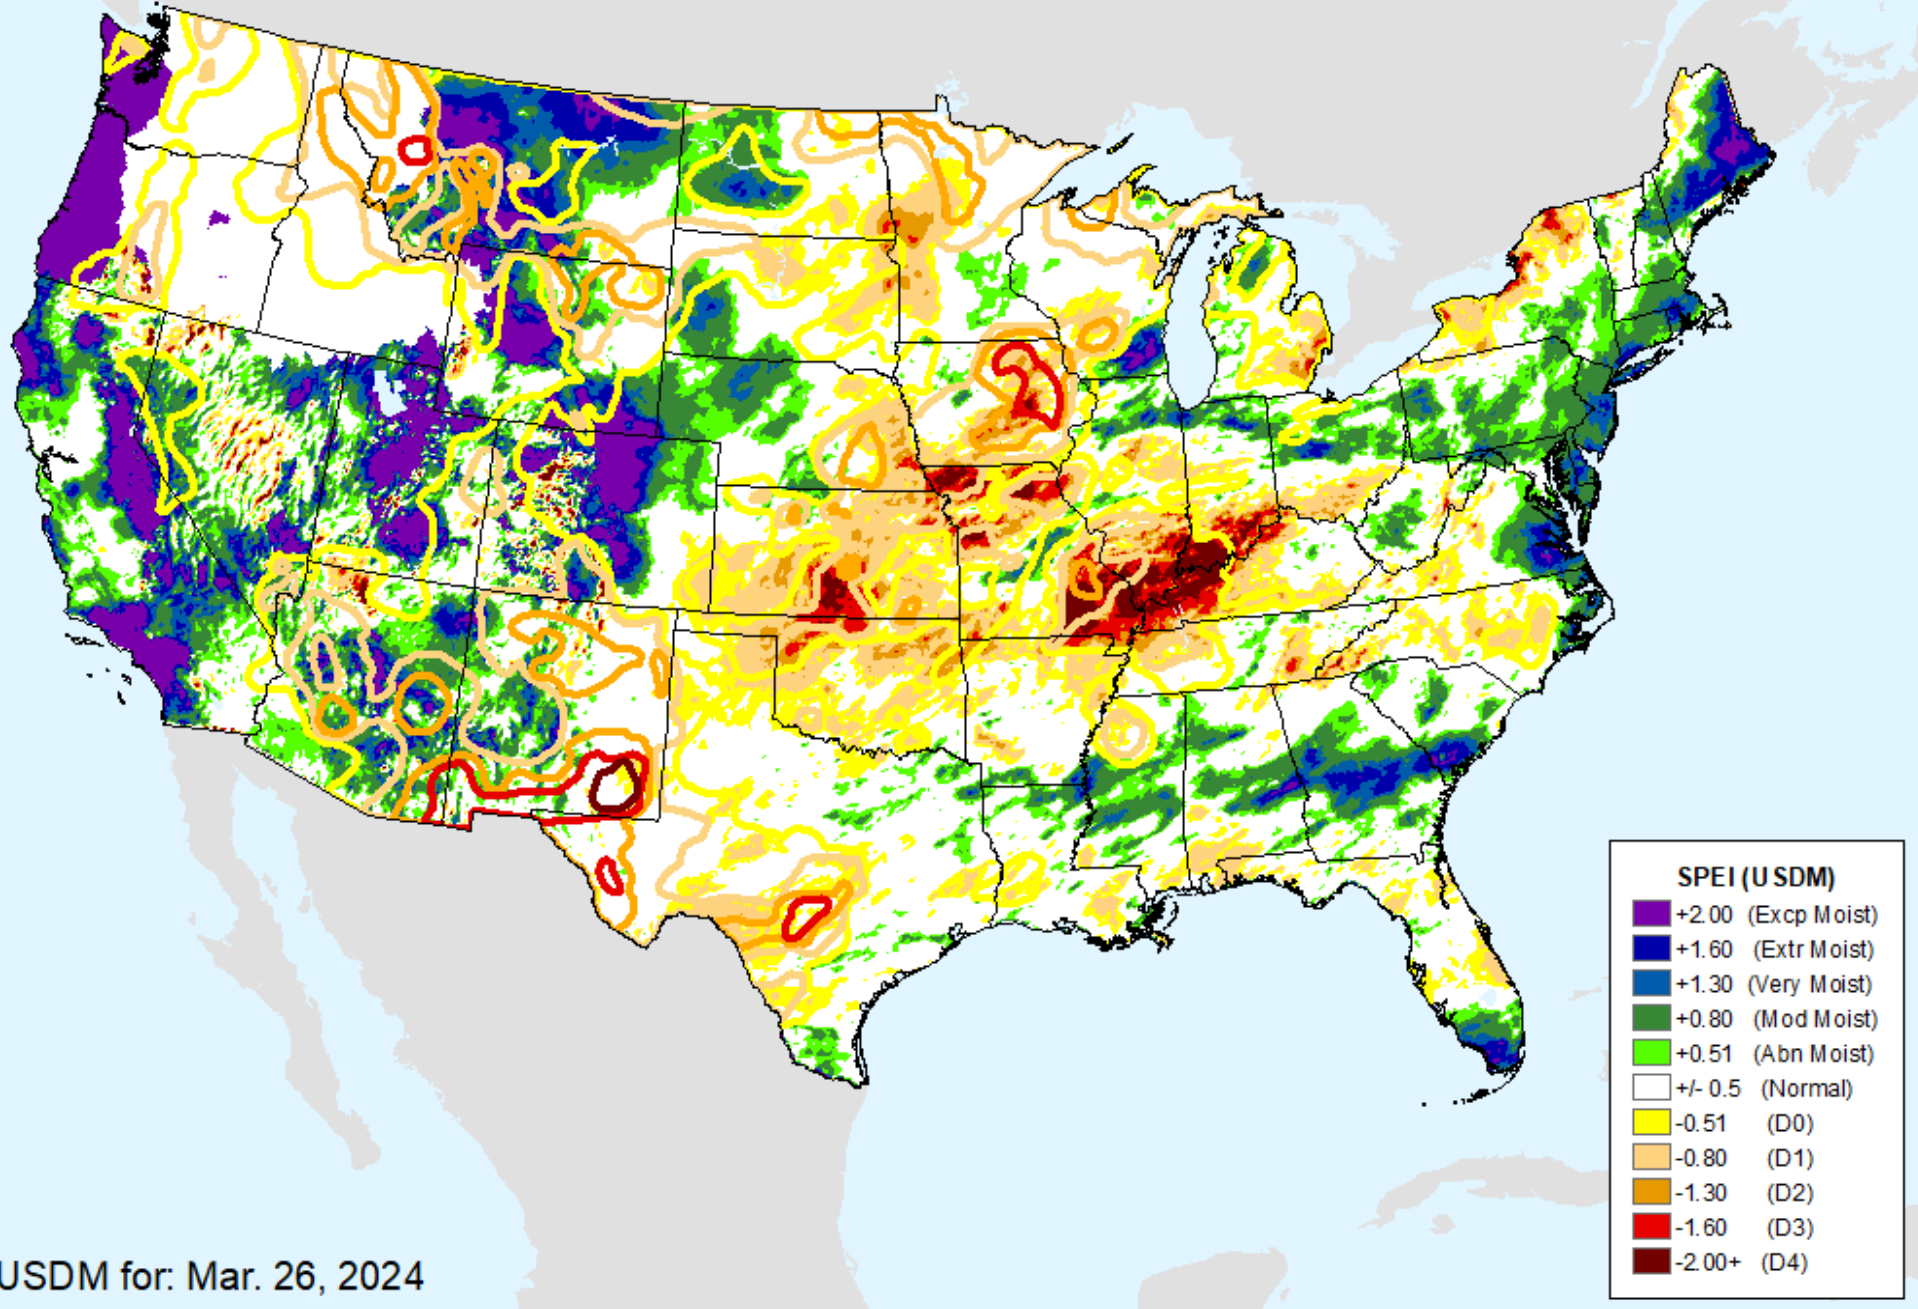 SPEI (USDM)
+2.00 (Excp Moist)
+1.60 (Extr Moist)
+1.30 (Very Moist)
+0.80 (Mod Moist)
+0.51 (Abn Moist)
+/- 0.5 (Normal)
-0.51 (D0)
-0.80 (D1)
-1.30 (D2)
-1.60 (D3)
-2.00+ (D4)
USDM for: Mar. 26, 2024